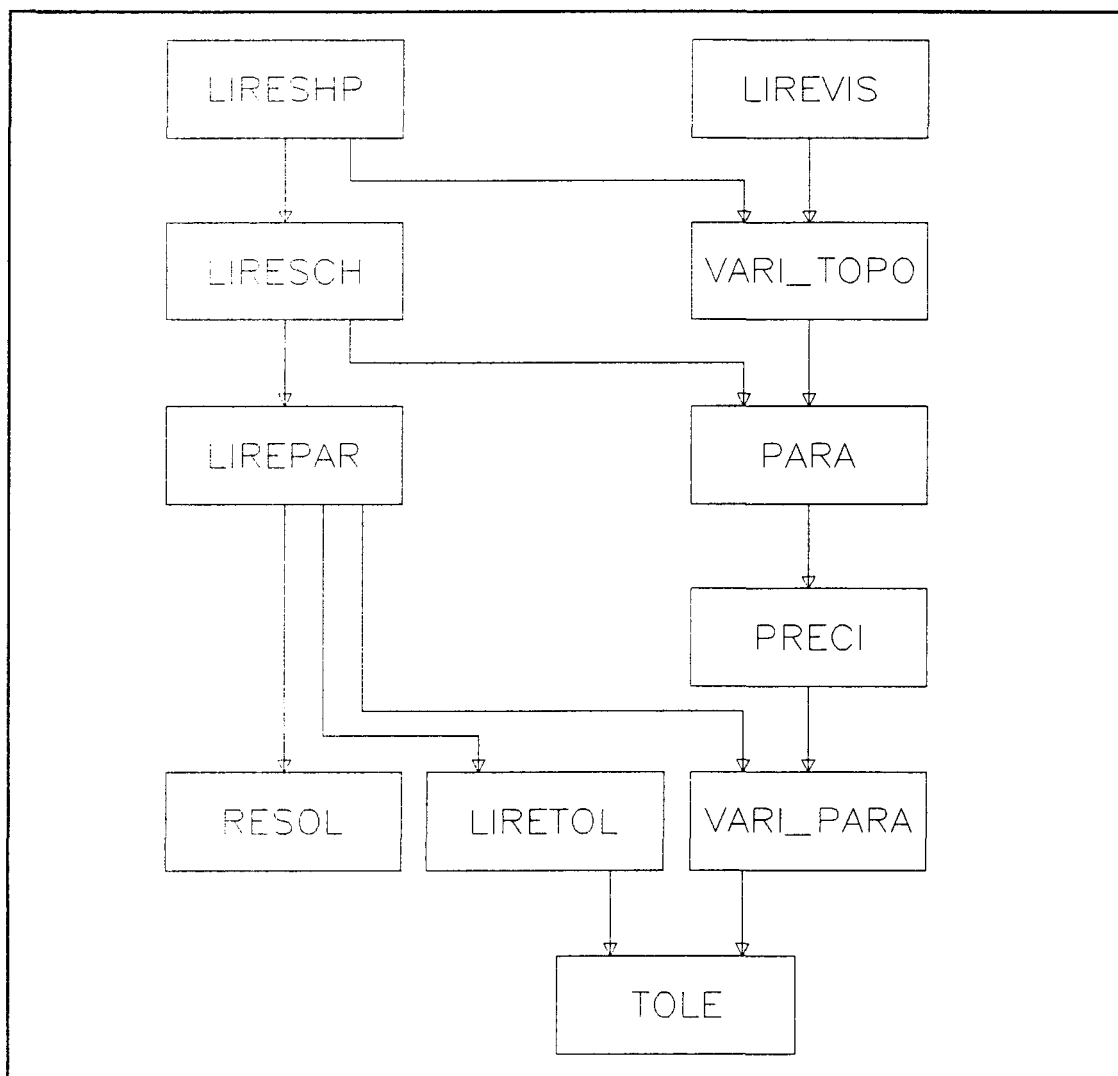 LIRESHP
LIREVIS
LIRESCH
VARI_TOPO
LIREPAR
PARA
PRECI
RESOL
LIRETOL
VARI_PARA
TOLE